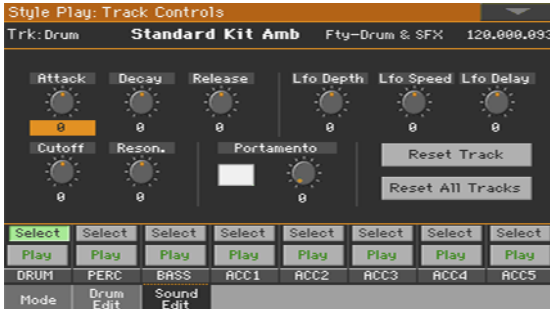 Style Play: Track Controls
Trk:Drum Standard Kit Amb Fty-Drum & SFX 120.000.093
Attack Decay Release Lfo Depth Lfo Speed Lfo Delay
0 0 0 0 0 0
Cutoff Reson. Portamento Reset Track
0 0 0 Reset All Tracks
Select Select Select Select Select Select Select Select
Play Play Play Play Play Play Play Play
DRUM PERC BASS ACC1 ACC2 ACC3 ACC4 ACC5
Mode Drum Edit Sound Edit